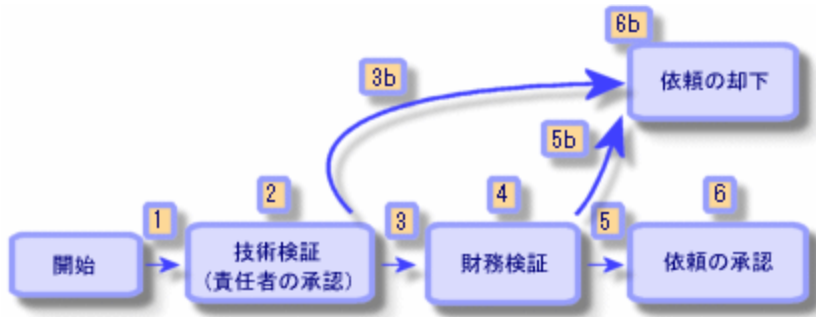 6b
依頼の却下
3b
5b
1
2
3
4
5
6
開始
技術検証
(責任者の承認)
財務検証
依頼の承認